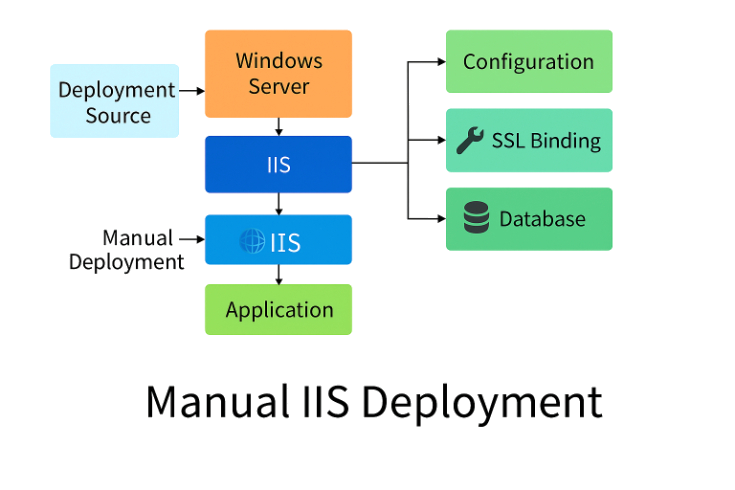 Windows
Server
Configuration
Deployment
Source
SSL Binding
IIS
Database
Manual
Deployment
IIS
Application
Manual IIS Deployment